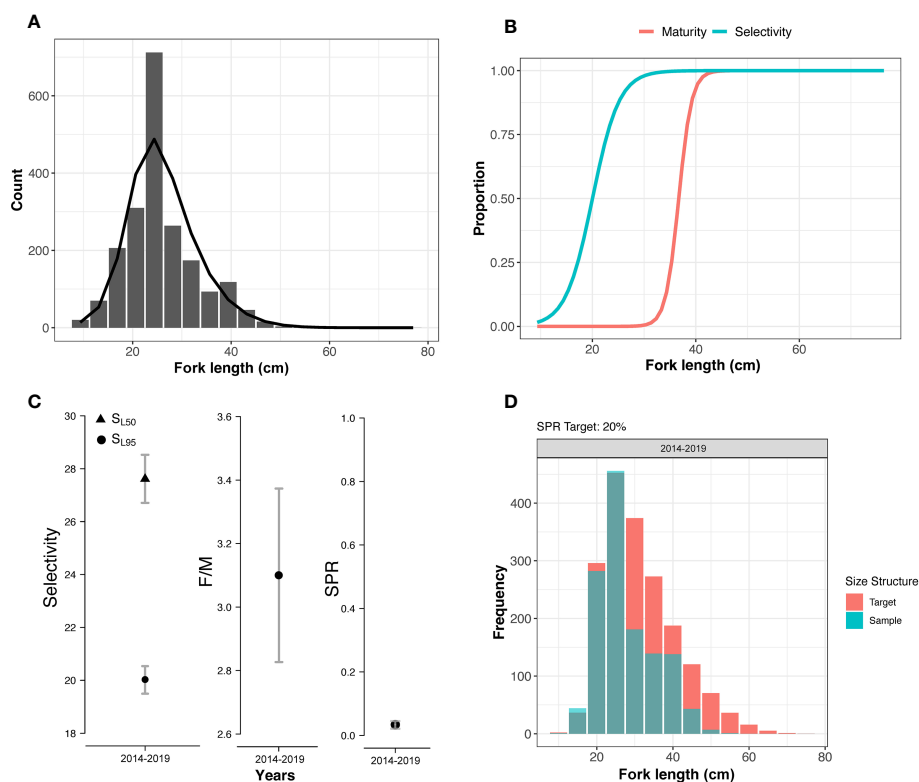 A
Count
600
400
200
0
20
40
60
80
Fork length (cm)
B
Maturity
Selectivity
Proportion
1.00
0.75
0.50
0.25
0.00
20
40
60
Fork length (cm)
C
SL50
SL95
Selectivity
30
28
26
24
22
20
18
2014-2019
F/M
3.6
3.4
3.2
3.0
2.8
2.6
2014-2019
Years
SPR
1.0
0.8
0.6
0.4
0.2
0.0
2014-2019
D
SPR Target: 20%
2014-2019
Frequency
400
300
200
100
0
20
40
60
80
Fork length (cm)
Size Structure
Target
Sample